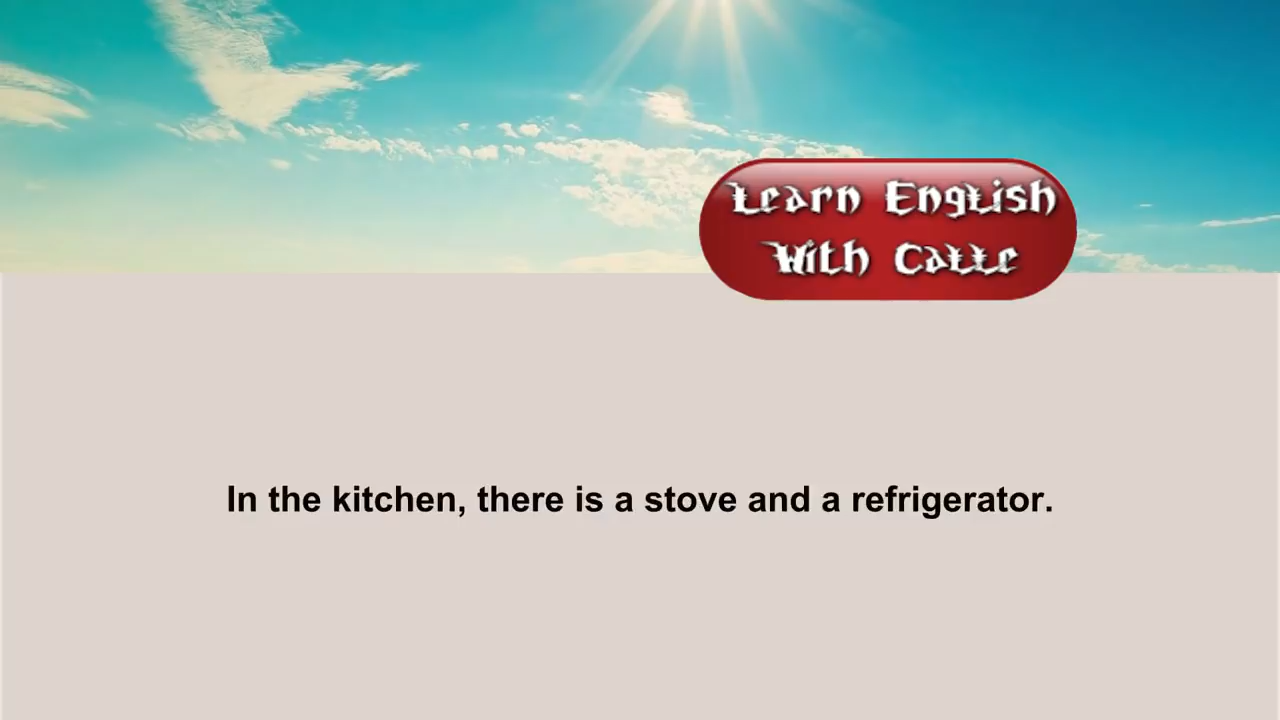 Learn English
With Calle
In the kitchen, there is a stove and a refrigerator.